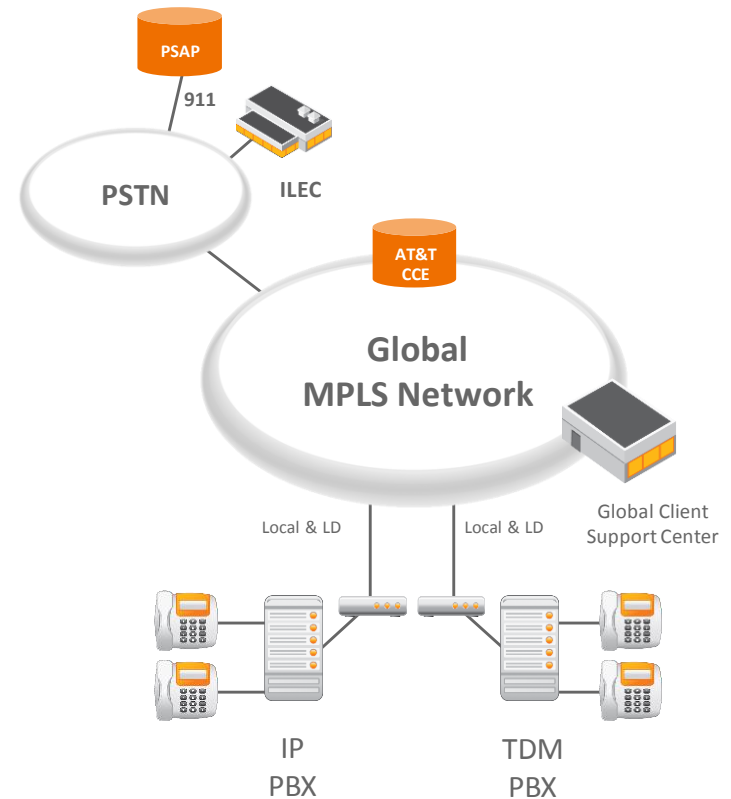 PSAP
911
PSTN
ILEC
AT&T
CCE
Global
MPLS Network
Global Client
Support Center
Local & LD
Local & LD
IP
PBX
TDM
PBX